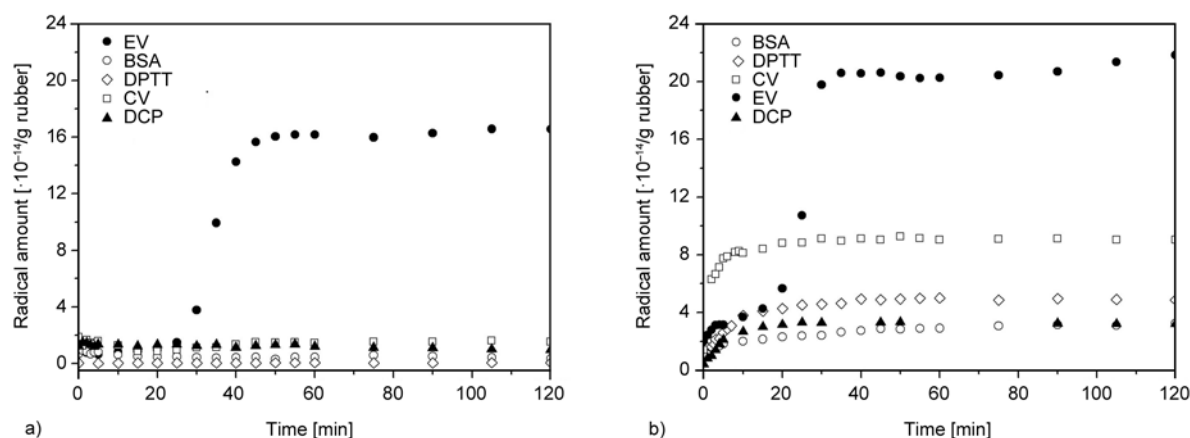 24
20
16
12
8
4
0
Radical amount [·10⁻¹⁴/g rubber]
EV
BSA
DPTT
CV
DCP
0 20 40 60 80 100 120
Time [min]
a)
24
20
16
12
8
4
0
Radical amount [·10⁻¹⁴/g rubber]
BSA
DPTT
CV
EV
DCP
0 20 40 60 80 100 120
Time [min]
b)